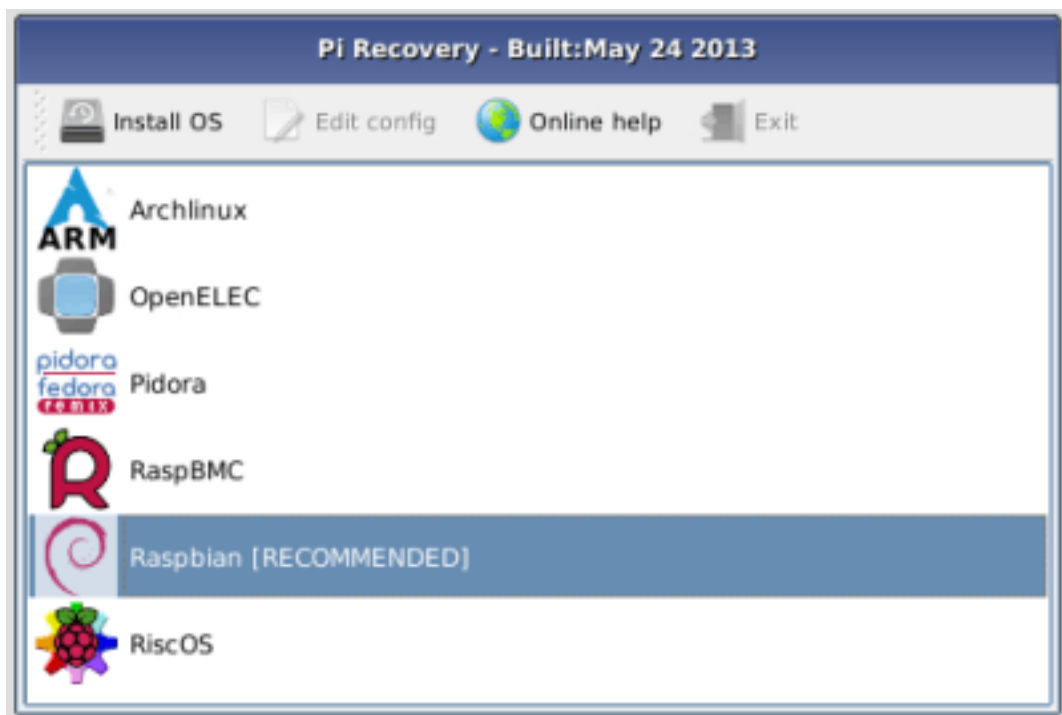 Pi Recovery - Built:May 24 2013
Install OS Edit config Online help Exit
ARM Archlinux
OpenELEC
pidora
fedora Pidora
remix
RaspBMC
Raspbian [RECOMMENDED]
RiscOS